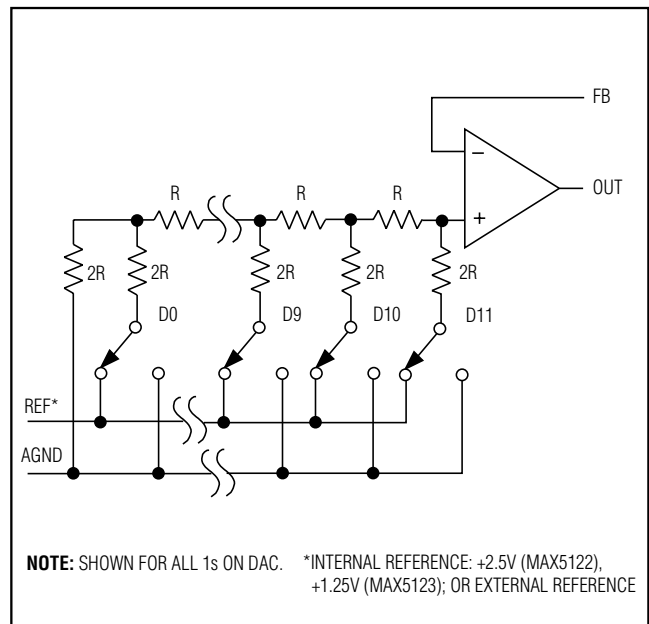 FB
−
OUT
R R R
+
2R 2R 2R 2R 2R
D0 D9 D10 D11
REF*
AGND
NOTE: SHOWN FOR ALL 1s ON DAC. *INTERNAL REFERENCE: +2.5V (MAX5122),
+1.25V (MAX5123); OR EXTERNAL REFERENCE